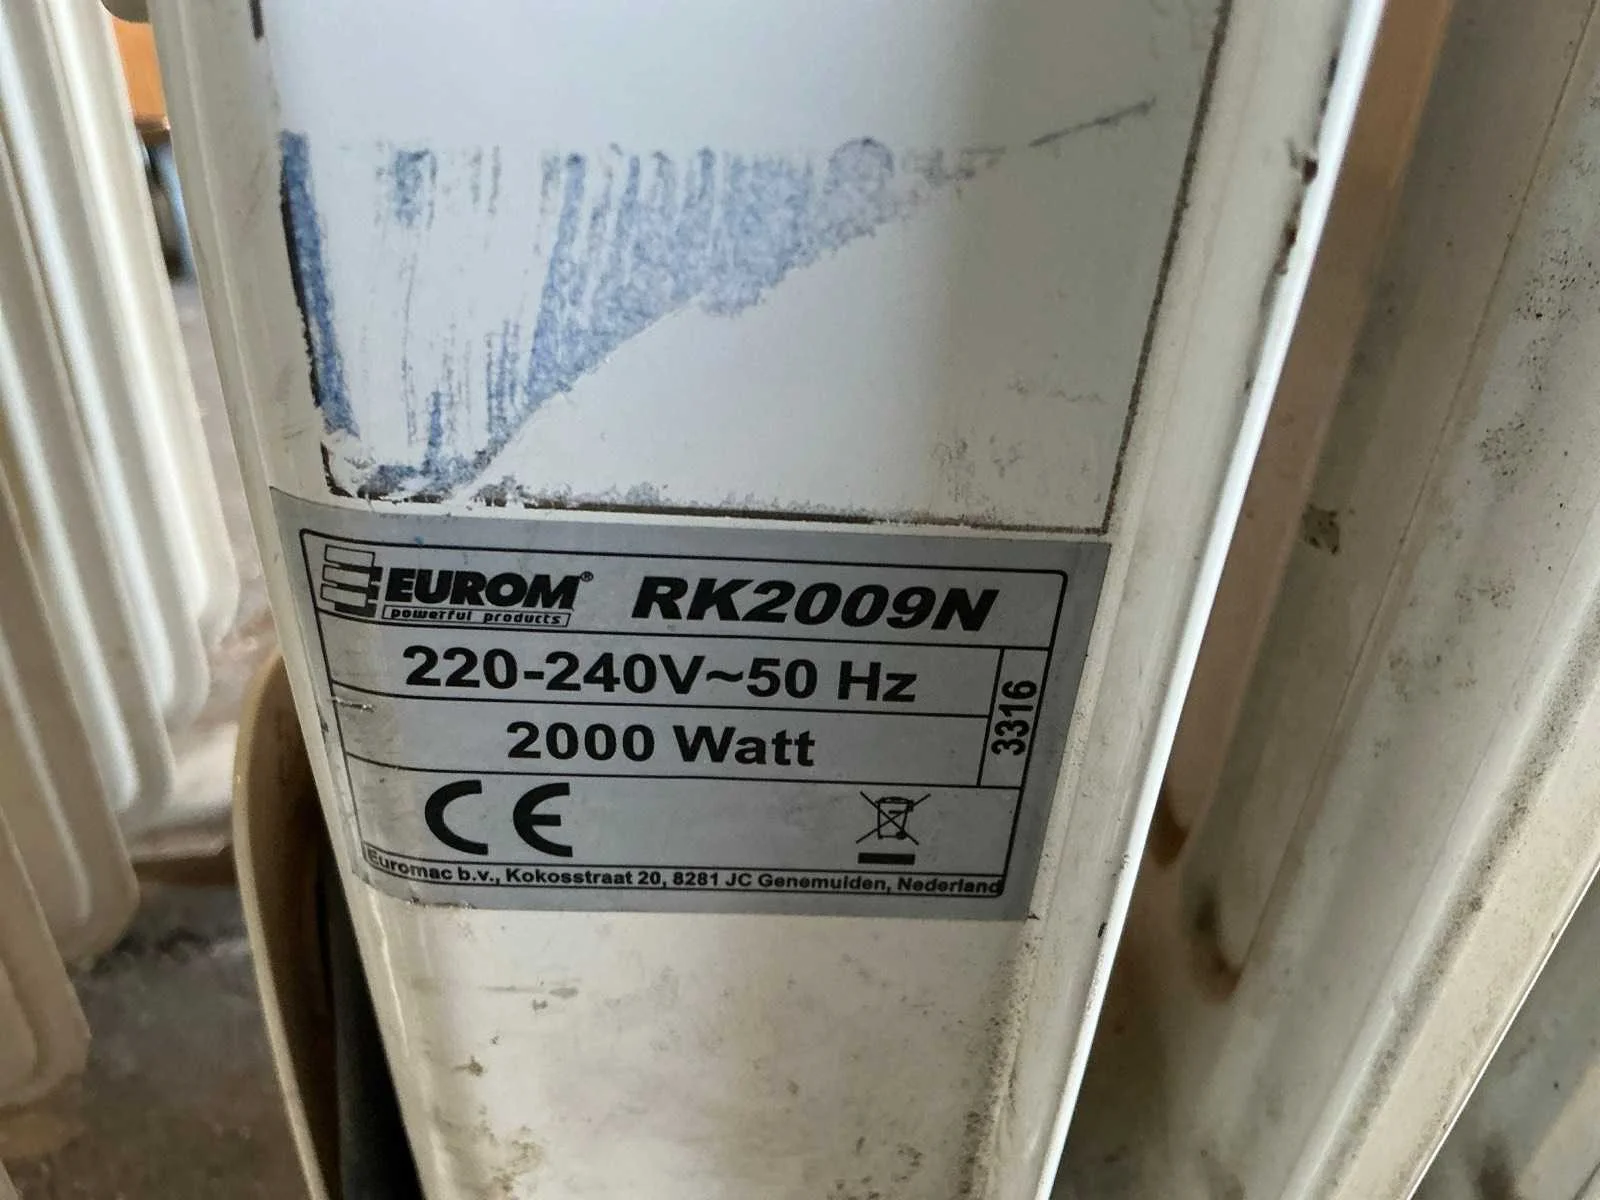 EUROM® RK2009N
powerful products
220-240V~50 Hz
2000 Watt
3316
CE
Euromac b.v., Kokosstraat 20, 8281 JC Genemuiden, Nederland